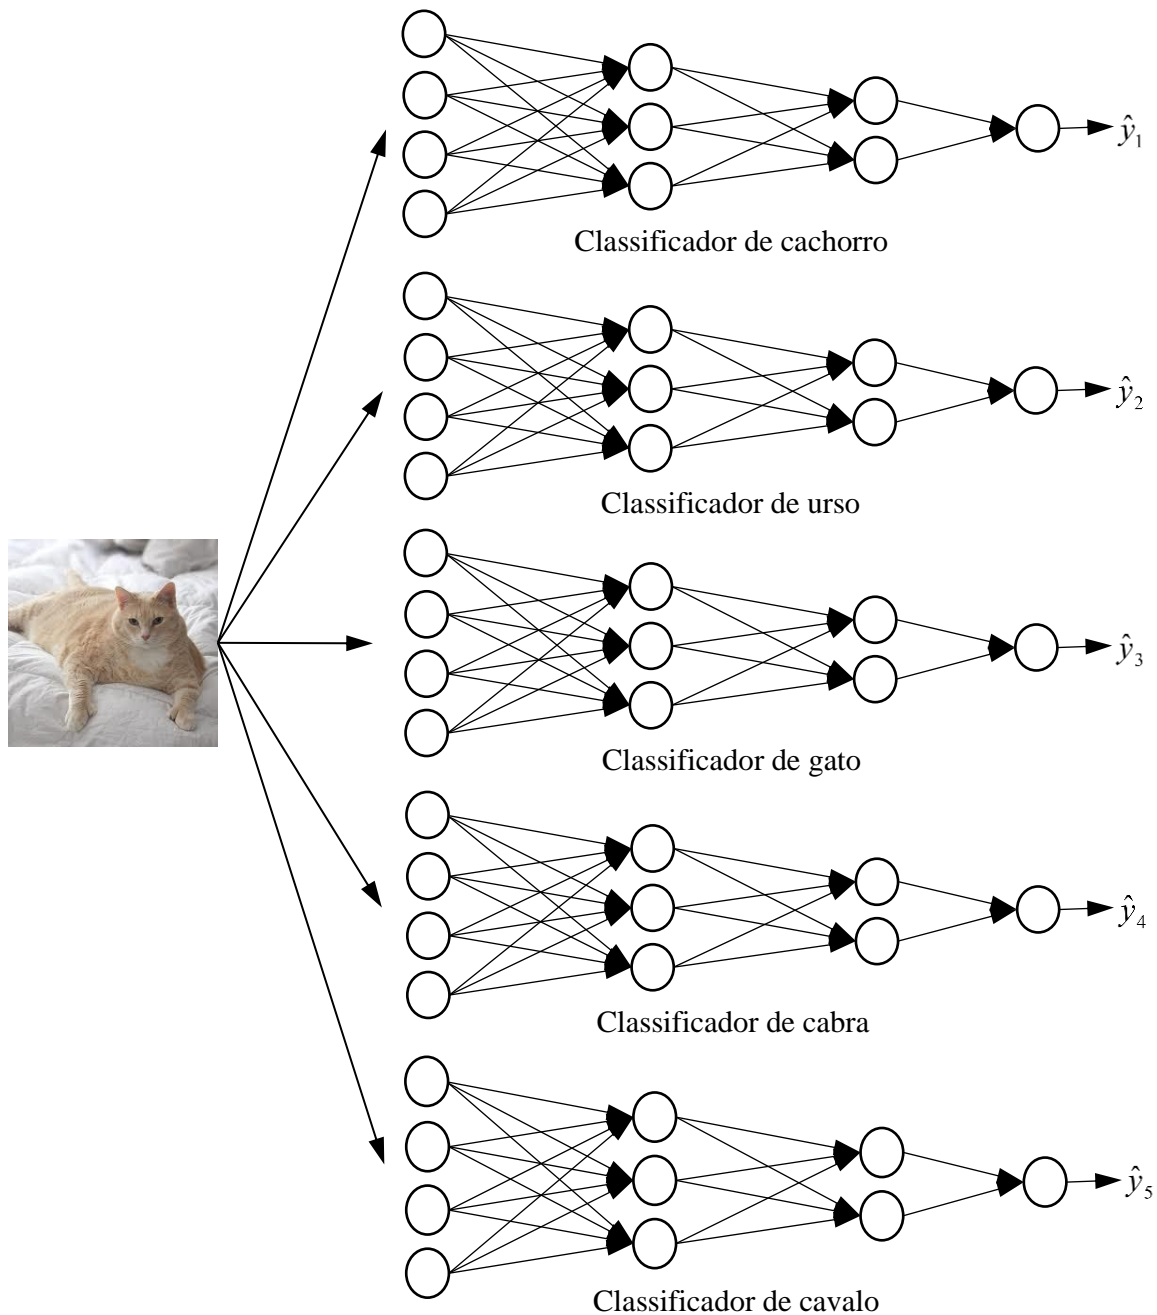 ŷ₁
Classificador de cachorro
ŷ₂
Classificador de urso
ŷ₃
Classificador de gato
ŷ₄
Classificador de cabra
ŷ₅
Classificador de cavalo